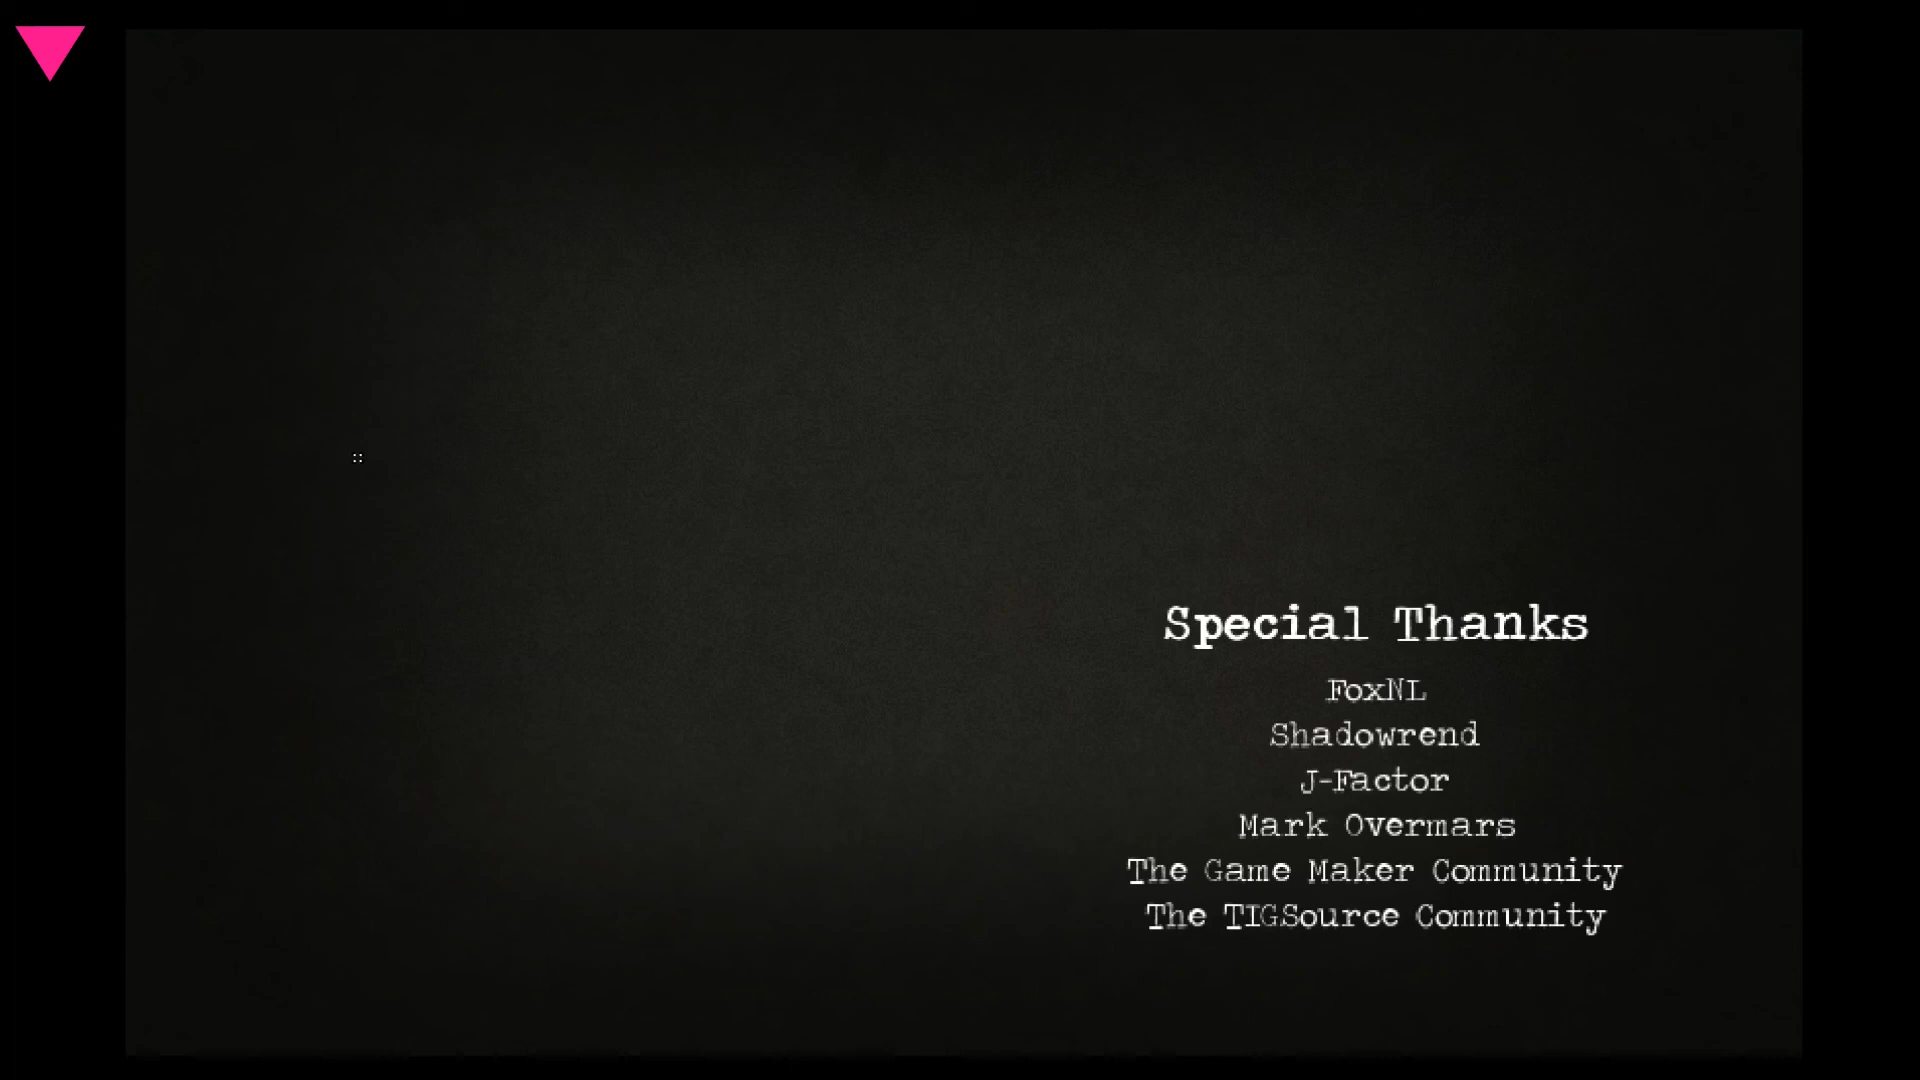 Special Thanks
FoxNL
Shadowrend
J-Factor
Mark Overmars
The Game Maker Community
The TIGSource Community